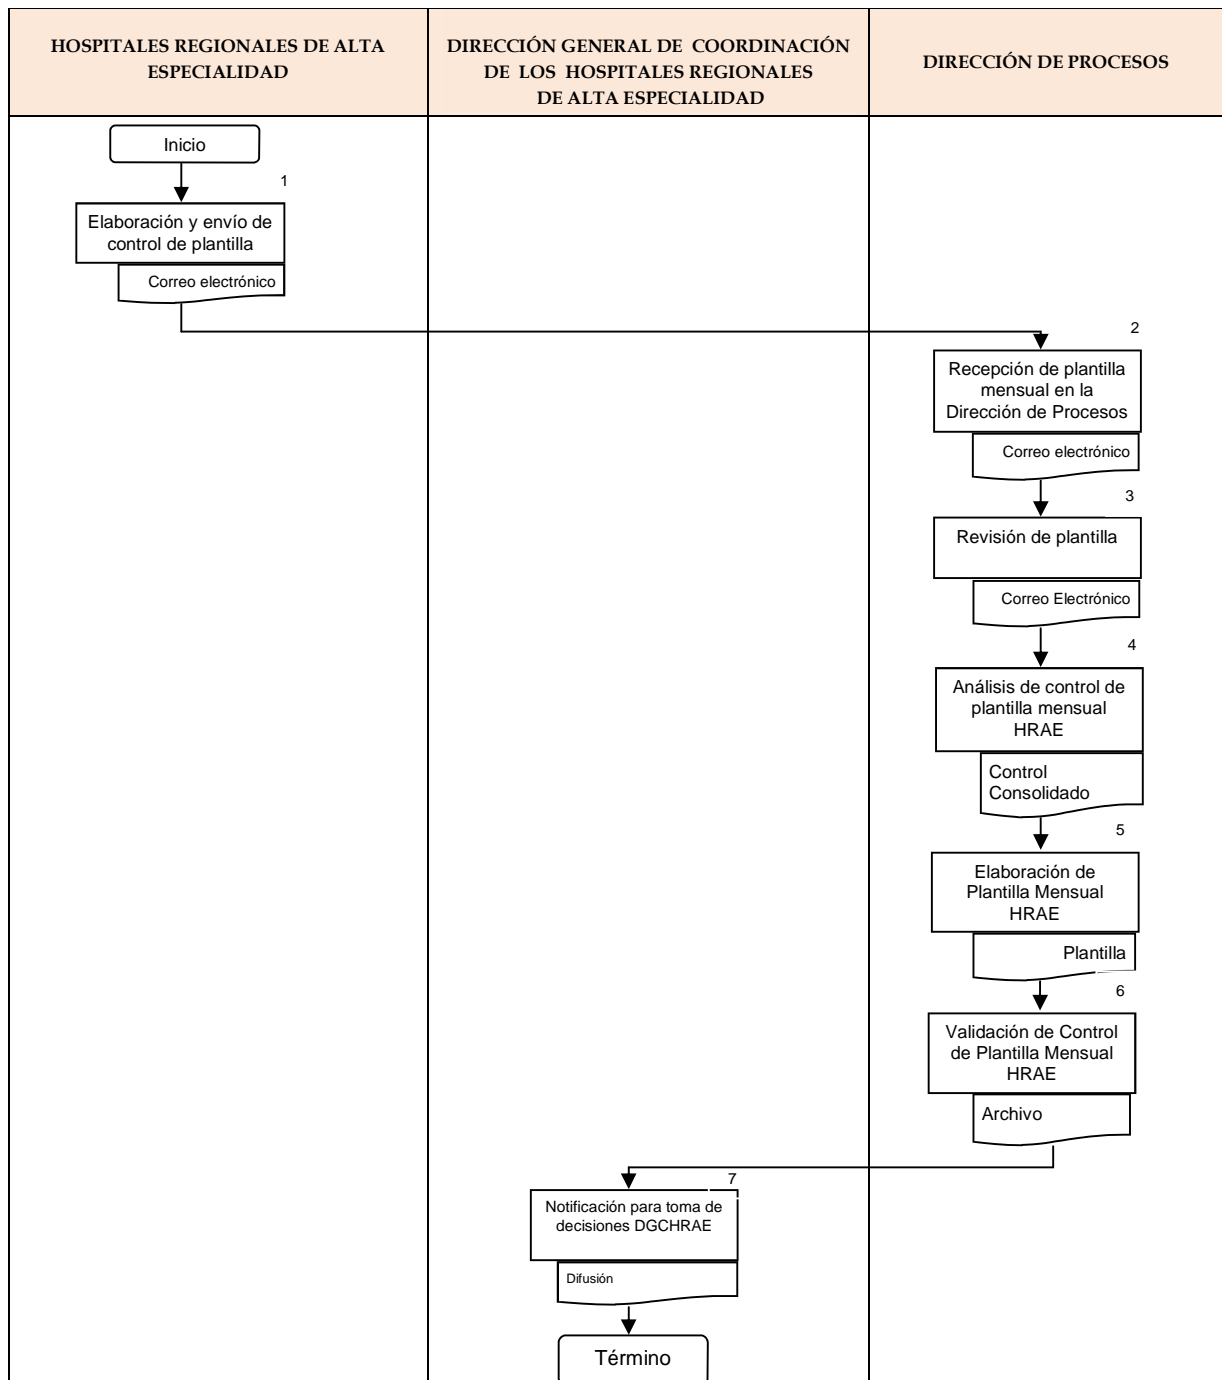 HOSPITALES REGIONALES DE ALTA
ESPECIALIDAD
DIRECCIÓN GENERAL DE COORDINACIÓN
DE LOS HOSPITALES REGIONALES
DE ALTA ESPECIALIDAD
DIRECCIÓN DE PROCESOS
Inicio
1
Elaboración y envío de
control de plantilla
Correo electrónico
2
Recepción de plantilla
mensual en la
Dirección de Procesos
Correo electrónico
3
Revisión de plantilla
Correo Electrónico
4
Análisis de control de
plantilla mensual
HRAE
Control
Consolidado
5
Elaboración de
Plantilla Mensual
HRAE
Plantilla
6
Validación de Control
de Plantilla Mensual
HRAE
Archivo
7
Notificación para toma de
decisiones DGCHRAE
Difusión
Término